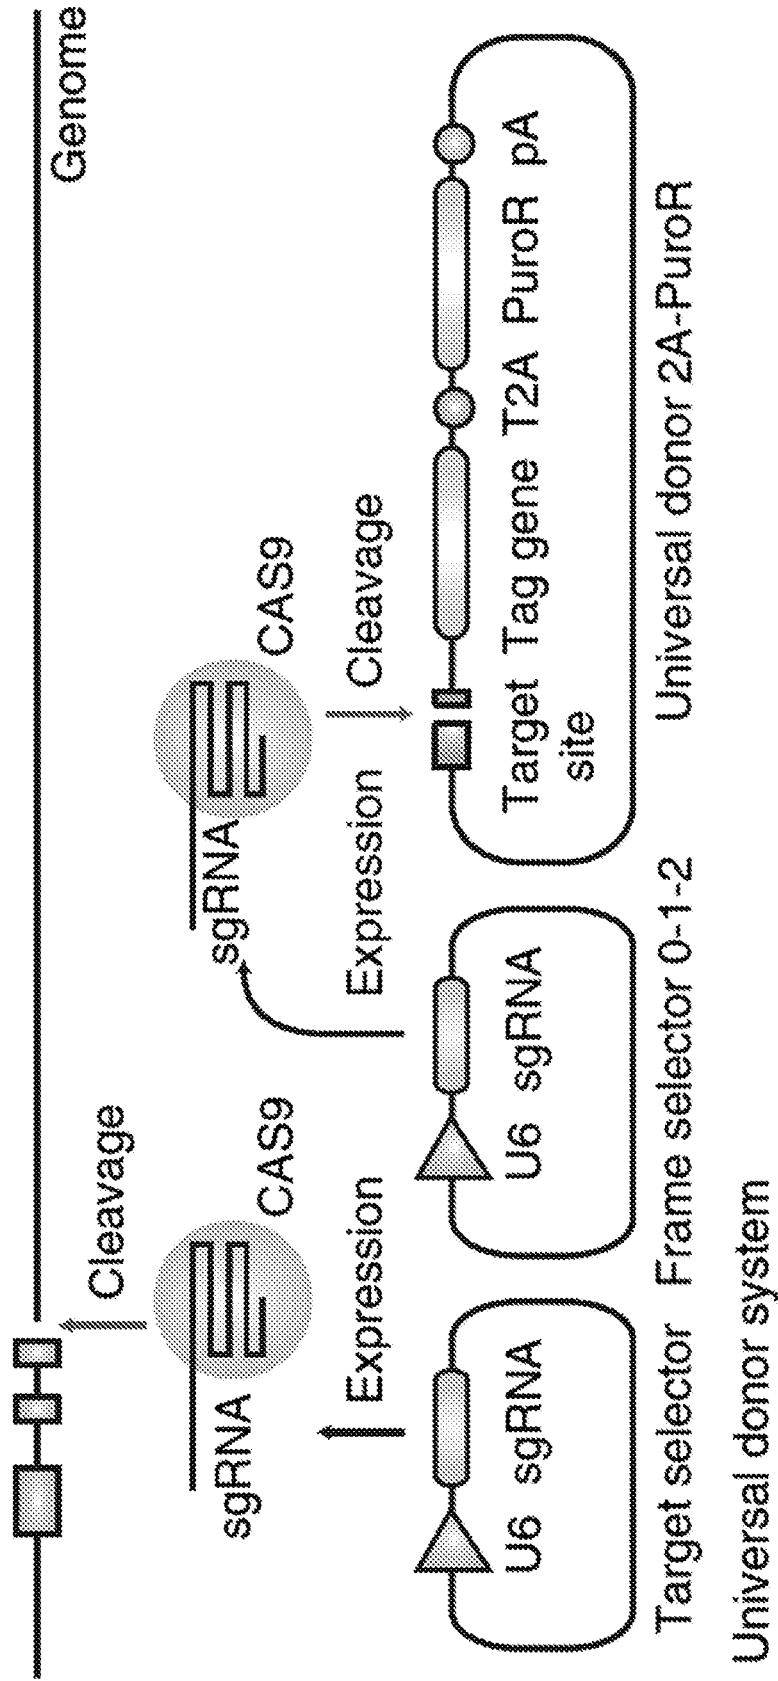 Genome
Cleavage
sgRNA
CAS9
sgRNA
CAS9
Expression
Expression
Cleavage
U6 sgRNA
U6 sgRNA
Target site
Tag gene
T2A
PuroR
pA
Target selector
Frame selector 0-1-2
Universal donor 2A-PuroR
Universal donor system